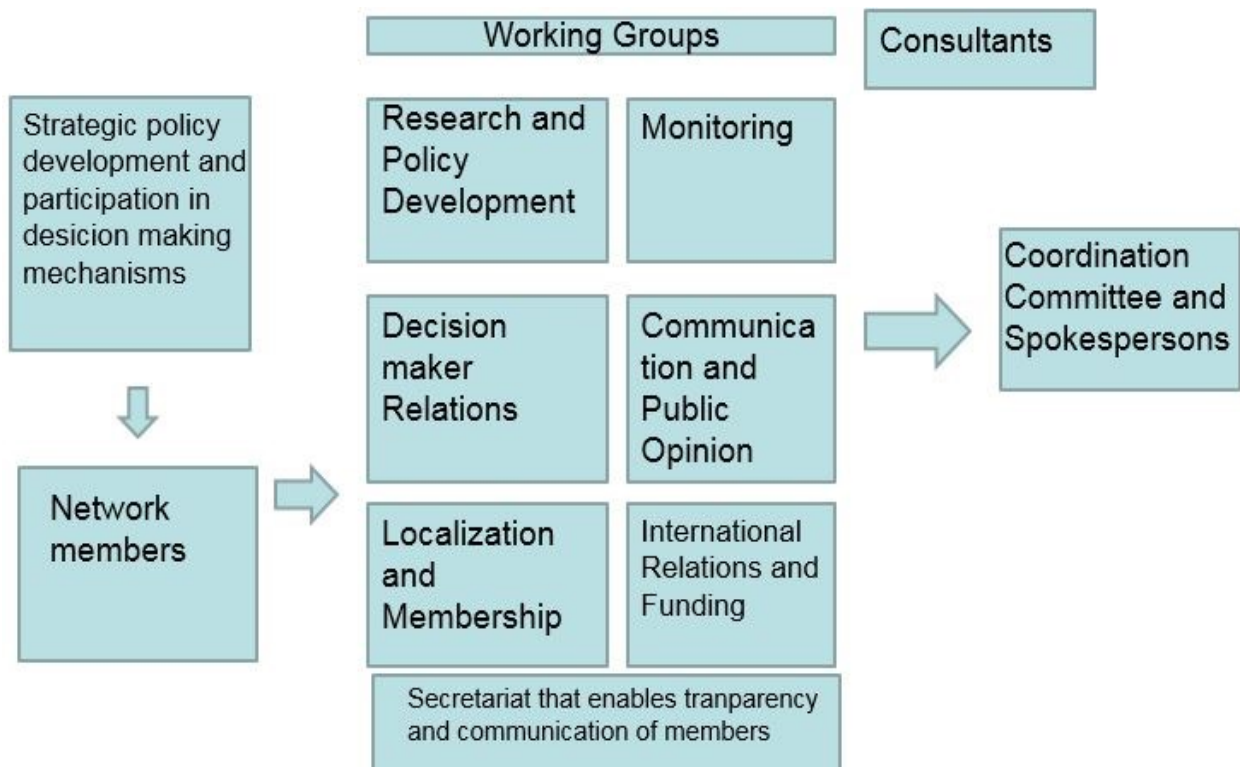 Working Groups
Consultants
Strategic policy
development and
participation in
desicion making
mechanisms
Research and
Policy
Development
Monitoring
Decision
maker
Relations
Communica
tion and
Public
Opinion
Coordination
Committee and
Spokespersons
Network
members
Localization
and
Membership
International
Relations and
Funding
Secretariat that enables tranparency
and communication of members